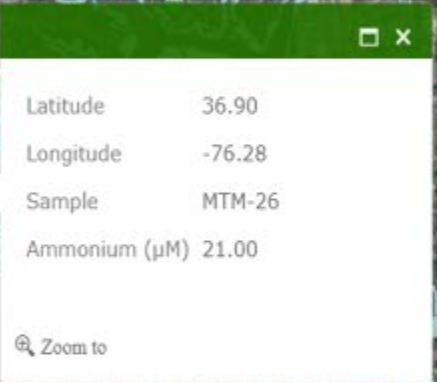 Latitude 36.90
Longitude -76.28
Sample MTM-26
Ammonium (μM) 21.00
Zoom to